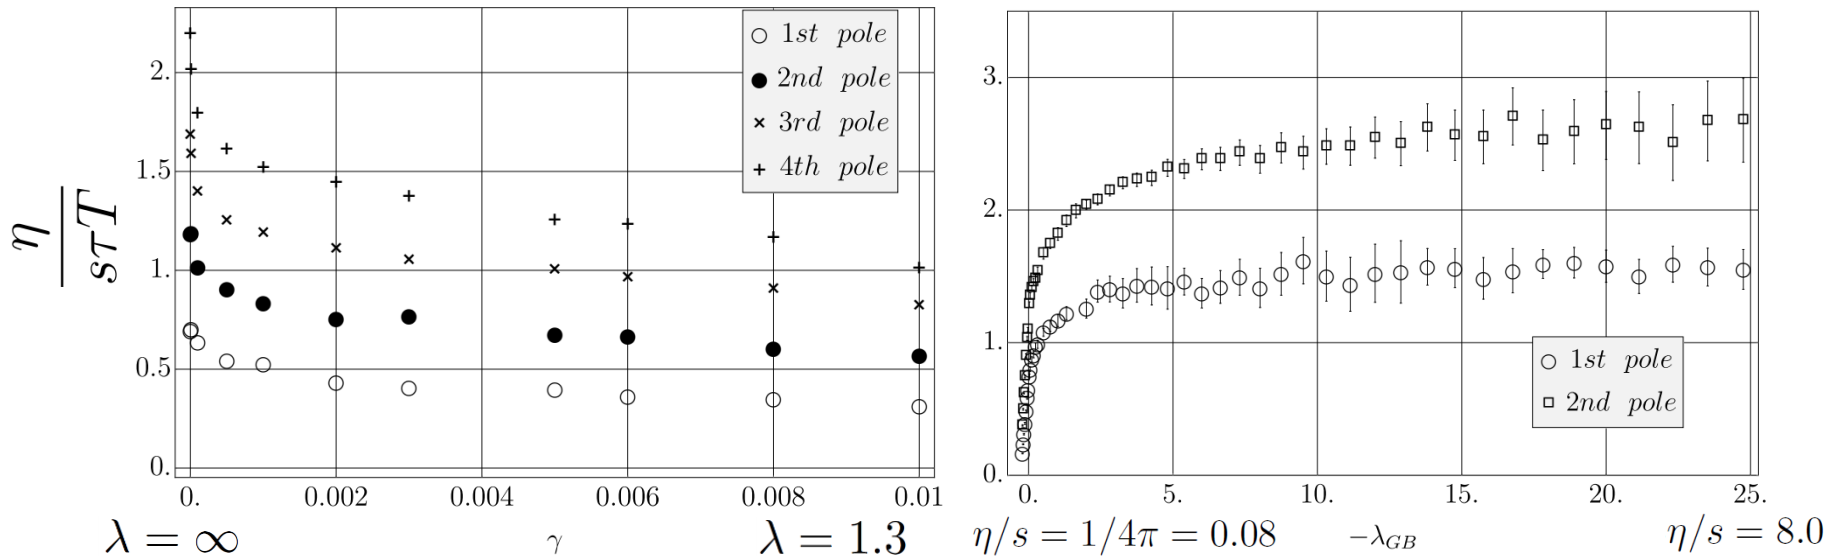 2.
1.5
1.
0.5
0.
η
sτT
1st pole
2nd pole
3rd pole
4th pole
0.
0.002
0.004
0.006
0.008
0.01
λ = ∞
γ
λ = 1.3
3.
2.
1.
0.
1st pole
2nd pole
0.
5.
10.
15.
20.
25.
η/s = 1/4π = 0.08
−λ_GB
η/s = 8.0